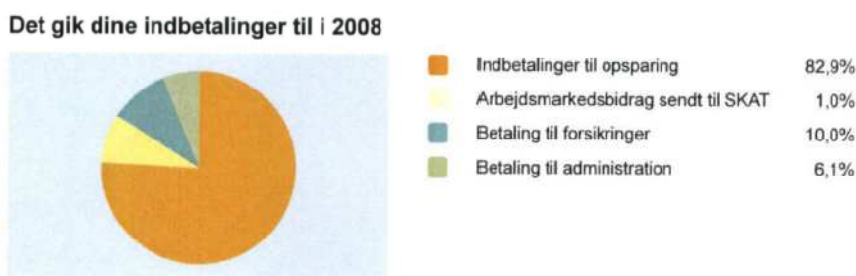 Det gik dine indbetalinger til i 2008
Indbetalinger til opsparing 82,9%
Arbejdsmarkedsbidrag sendt til SKAT 1,0%
Betaling til forsikringer 10,0%
Betaling til administration 6,1%